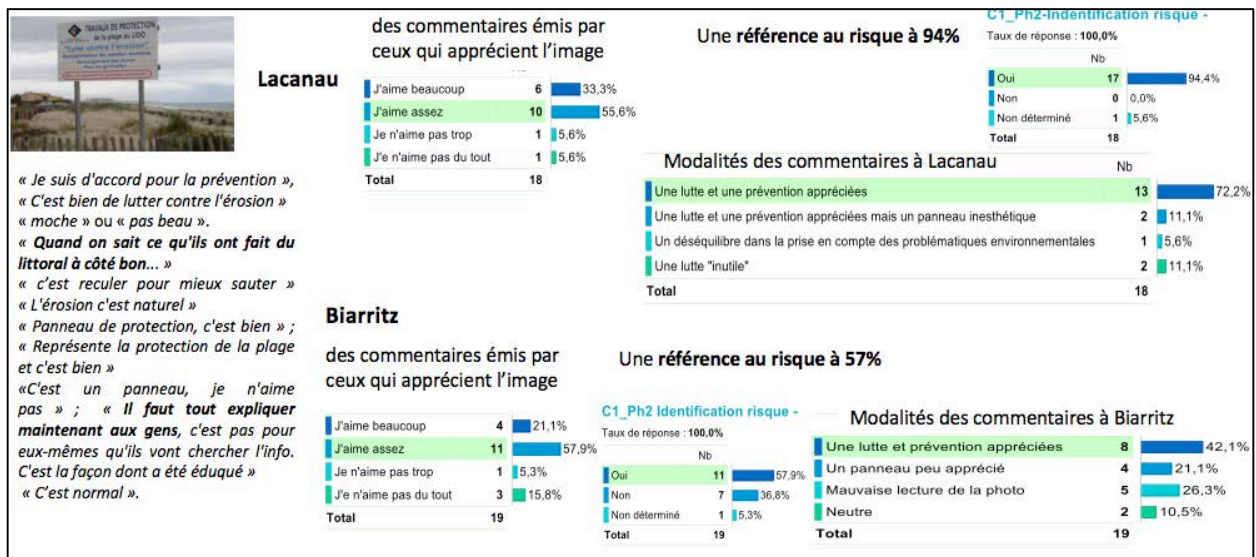 TRAVAUX DE PROTECTION
de la plage du LIDO
"Lutte contre l'érosion"
Lacanau
des commentaires émis par
ceux qui apprécient l'image
J'aime beaucoup 6 33,3%
J'aime assez 10 55,6%
Je n'aime pas trop 1 5,6%
J'e n'aime pas du tout 1 5,6%
Total 18
Une référence au risque à 94%
C1_Ph2-Indentification risque -
Taux de réponse : 100,0%
Nb
Oui 17 94,4%
Non 0 0,0%
Non déterminé 1 5,6%
Total 18
Modalités des commentaires à Lacanau
Nb
Une lutte et une prévention appréciées 13 72,2%
Une lutte et une prévention appréciées mais un panneau inesthétique 2 11,1%
Un déséquilibre dans la prise en compte des problématiques environnementales 1 5,6%
Une lutte "inutile" 2 11,1%
Total 18
« Je suis d'accord pour la prévention »,
« C'est bien de lutter contre l'érosion »
« moche » ou « pas beau ».
« Quand on sait ce qu'ils ont fait du
littoral à côté bon... »
« c'est reculer pour mieux sauter »
« L'érosion c'est naturel »
« Panneau de protection, c'est bien » ;
« Représente la protection de la plage
et c'est bien »
«C'est un panneau, je n'aime
pas » ; « Il faut tout expliquer
maintenant aux gens, c'est pas pour
eux-mêmes qu'ils vont chercher l'info.
C'est la façon dont a été éduqué »
« C'est normal ».
Biarritz
des commentaires émis par
ceux qui apprécient l'image
J'aime beaucoup 4 21,1%
J'aime assez 11 57,9%
Je n'aime pas trop 1 5,3%
J'e n'aime pas du tout 3 15,8%
Total 19
Une référence au risque à 57%
C1_Ph2 Identification risque -
Taux de réponse : 100,0%
Nb
Oui 11 57,9%
Non 7 36,8%
Non déterminé 1 5,3%
Total 19
Modalités des commentaires à Biarritz
Une lutte et prévention appréciées 8 42,1%
Un panneau peu apprécié 4 21,1%
Mauvaise lecture de la photo 5 26,3%
Neutre 2 10,5%
Total 19